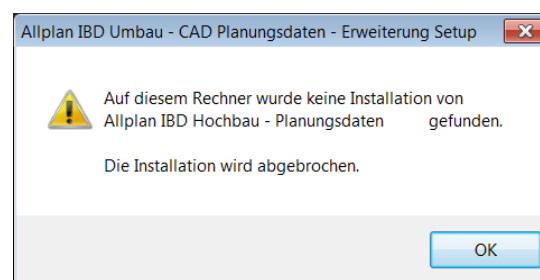 Allplan IBD Umbau - CAD Planungsdaten - Erweiterung Setup
Auf diesem Rechner wurde keine Installation von
Allplan IBD Hochbau - Planungsdaten gefunden.
Die Installation wird abgebrochen.
OK